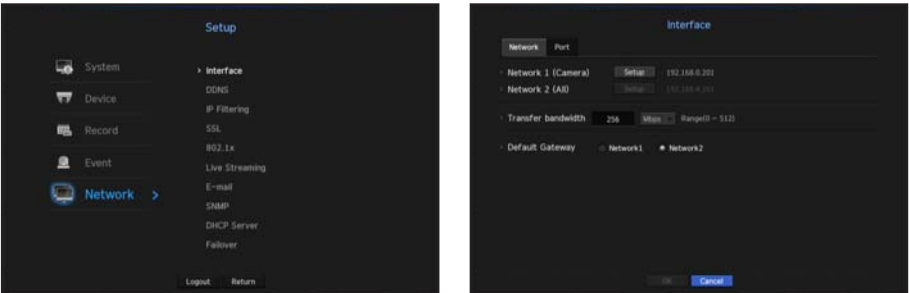 Setup
System
Device
Record
Event
Network >
> Interface
DDNS
IP Filtering
SSL
802.1x
Live Streaming
E-mail
SNMP
DHCP Server
Failover
Logout Return
Interface
Network Port
Network 1 (Camera) Setup 192.168.0.201
Network 2 (All) Setup
Transfer bandwidth 256 Mbps Range(0 ~ 512)
Default Gateway Network1 Network2
OK Cancel